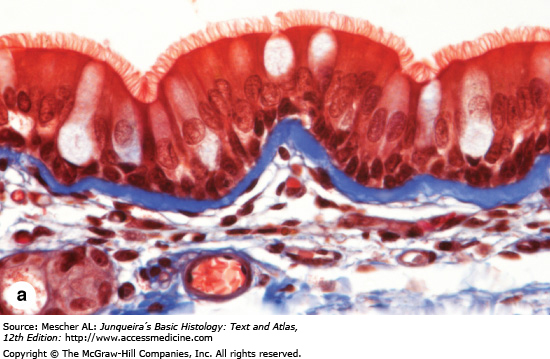 a
Source: Mescher AL: Junqueira´s Basic Histology: Text and Atlas,
12th Edition: http://www.accessmedicine.com
Copyright © The McGraw-Hill Companies, Inc. All rights reserved.